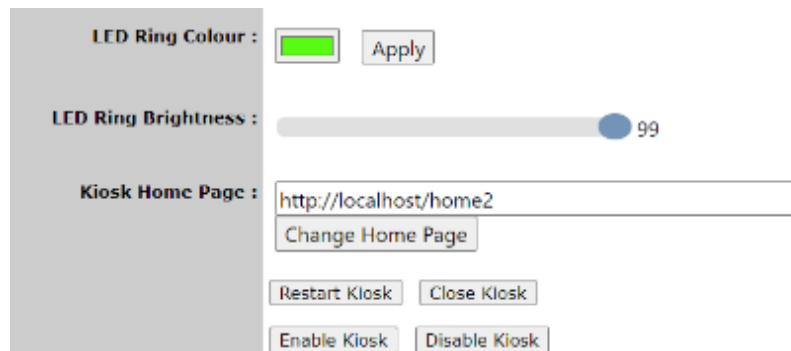 LED Ring Colour : Apply
LED Ring Brightness : 99
Kiosk Home Page : http://localhost/home2
Change Home Page
Restart Kiosk Close Kiosk
Enable Kiosk Disable Kiosk